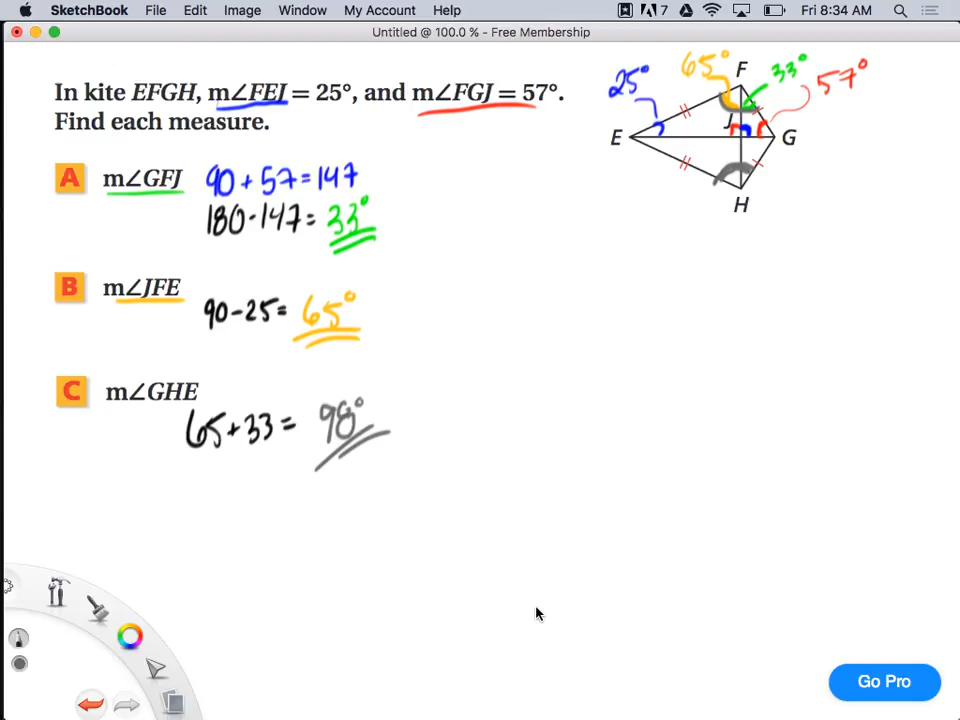 SketchBook File Edit Image Window My Account Help 7 Fri 8:34 AM
Untitled @ 100.0 % - Free Membership
In kite EFGH, m∠FEJ = 25°, and m∠FGJ = 57°.
Find each measure.
A m∠GFJ 90 + 57 = 147
180 - 147 = 33°
B m∠JFE
90 - 25 = 65°
C m∠GHE
65 + 33 = 98°
25° 65° F 33° 57°
E J G
H
Go Pro